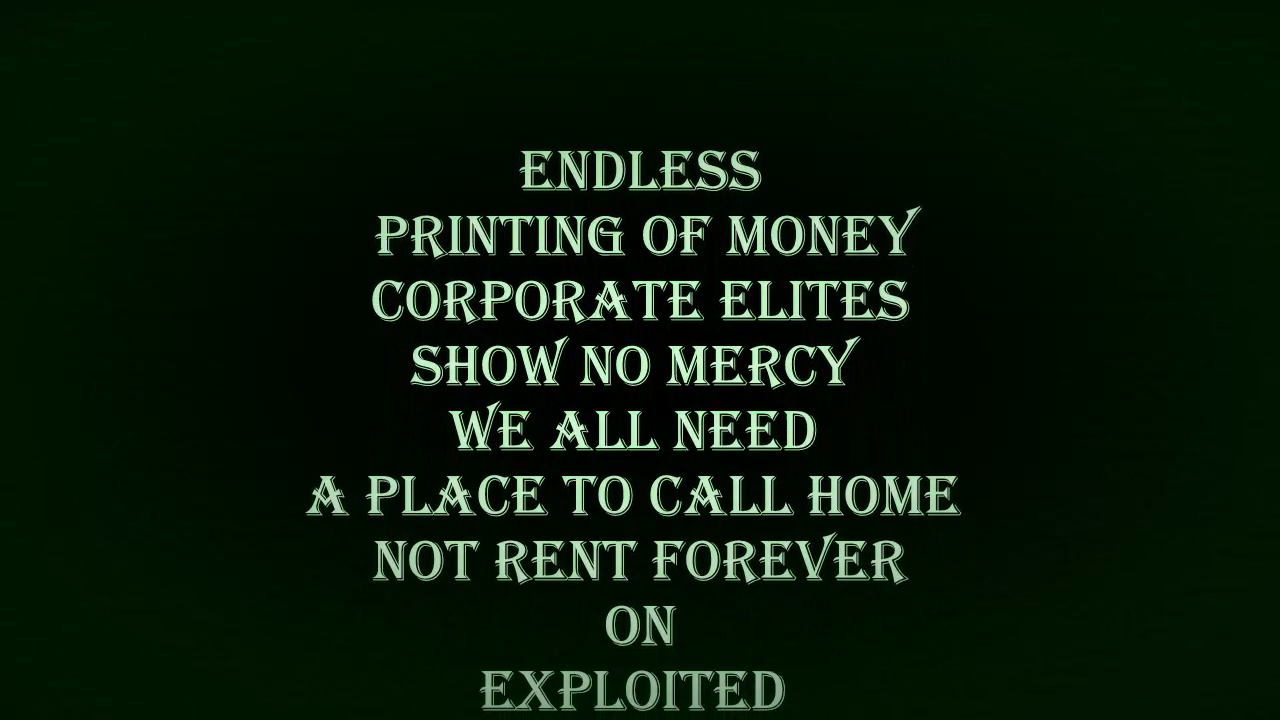 ENDLESS
PRINTING OF MONEY
CORPORATE ELITES
SHOW NO MERCY
WE ALL NEED
A PLACE TO CALL HOME
NOT RENT FOREVER
ON
EXPLOITED